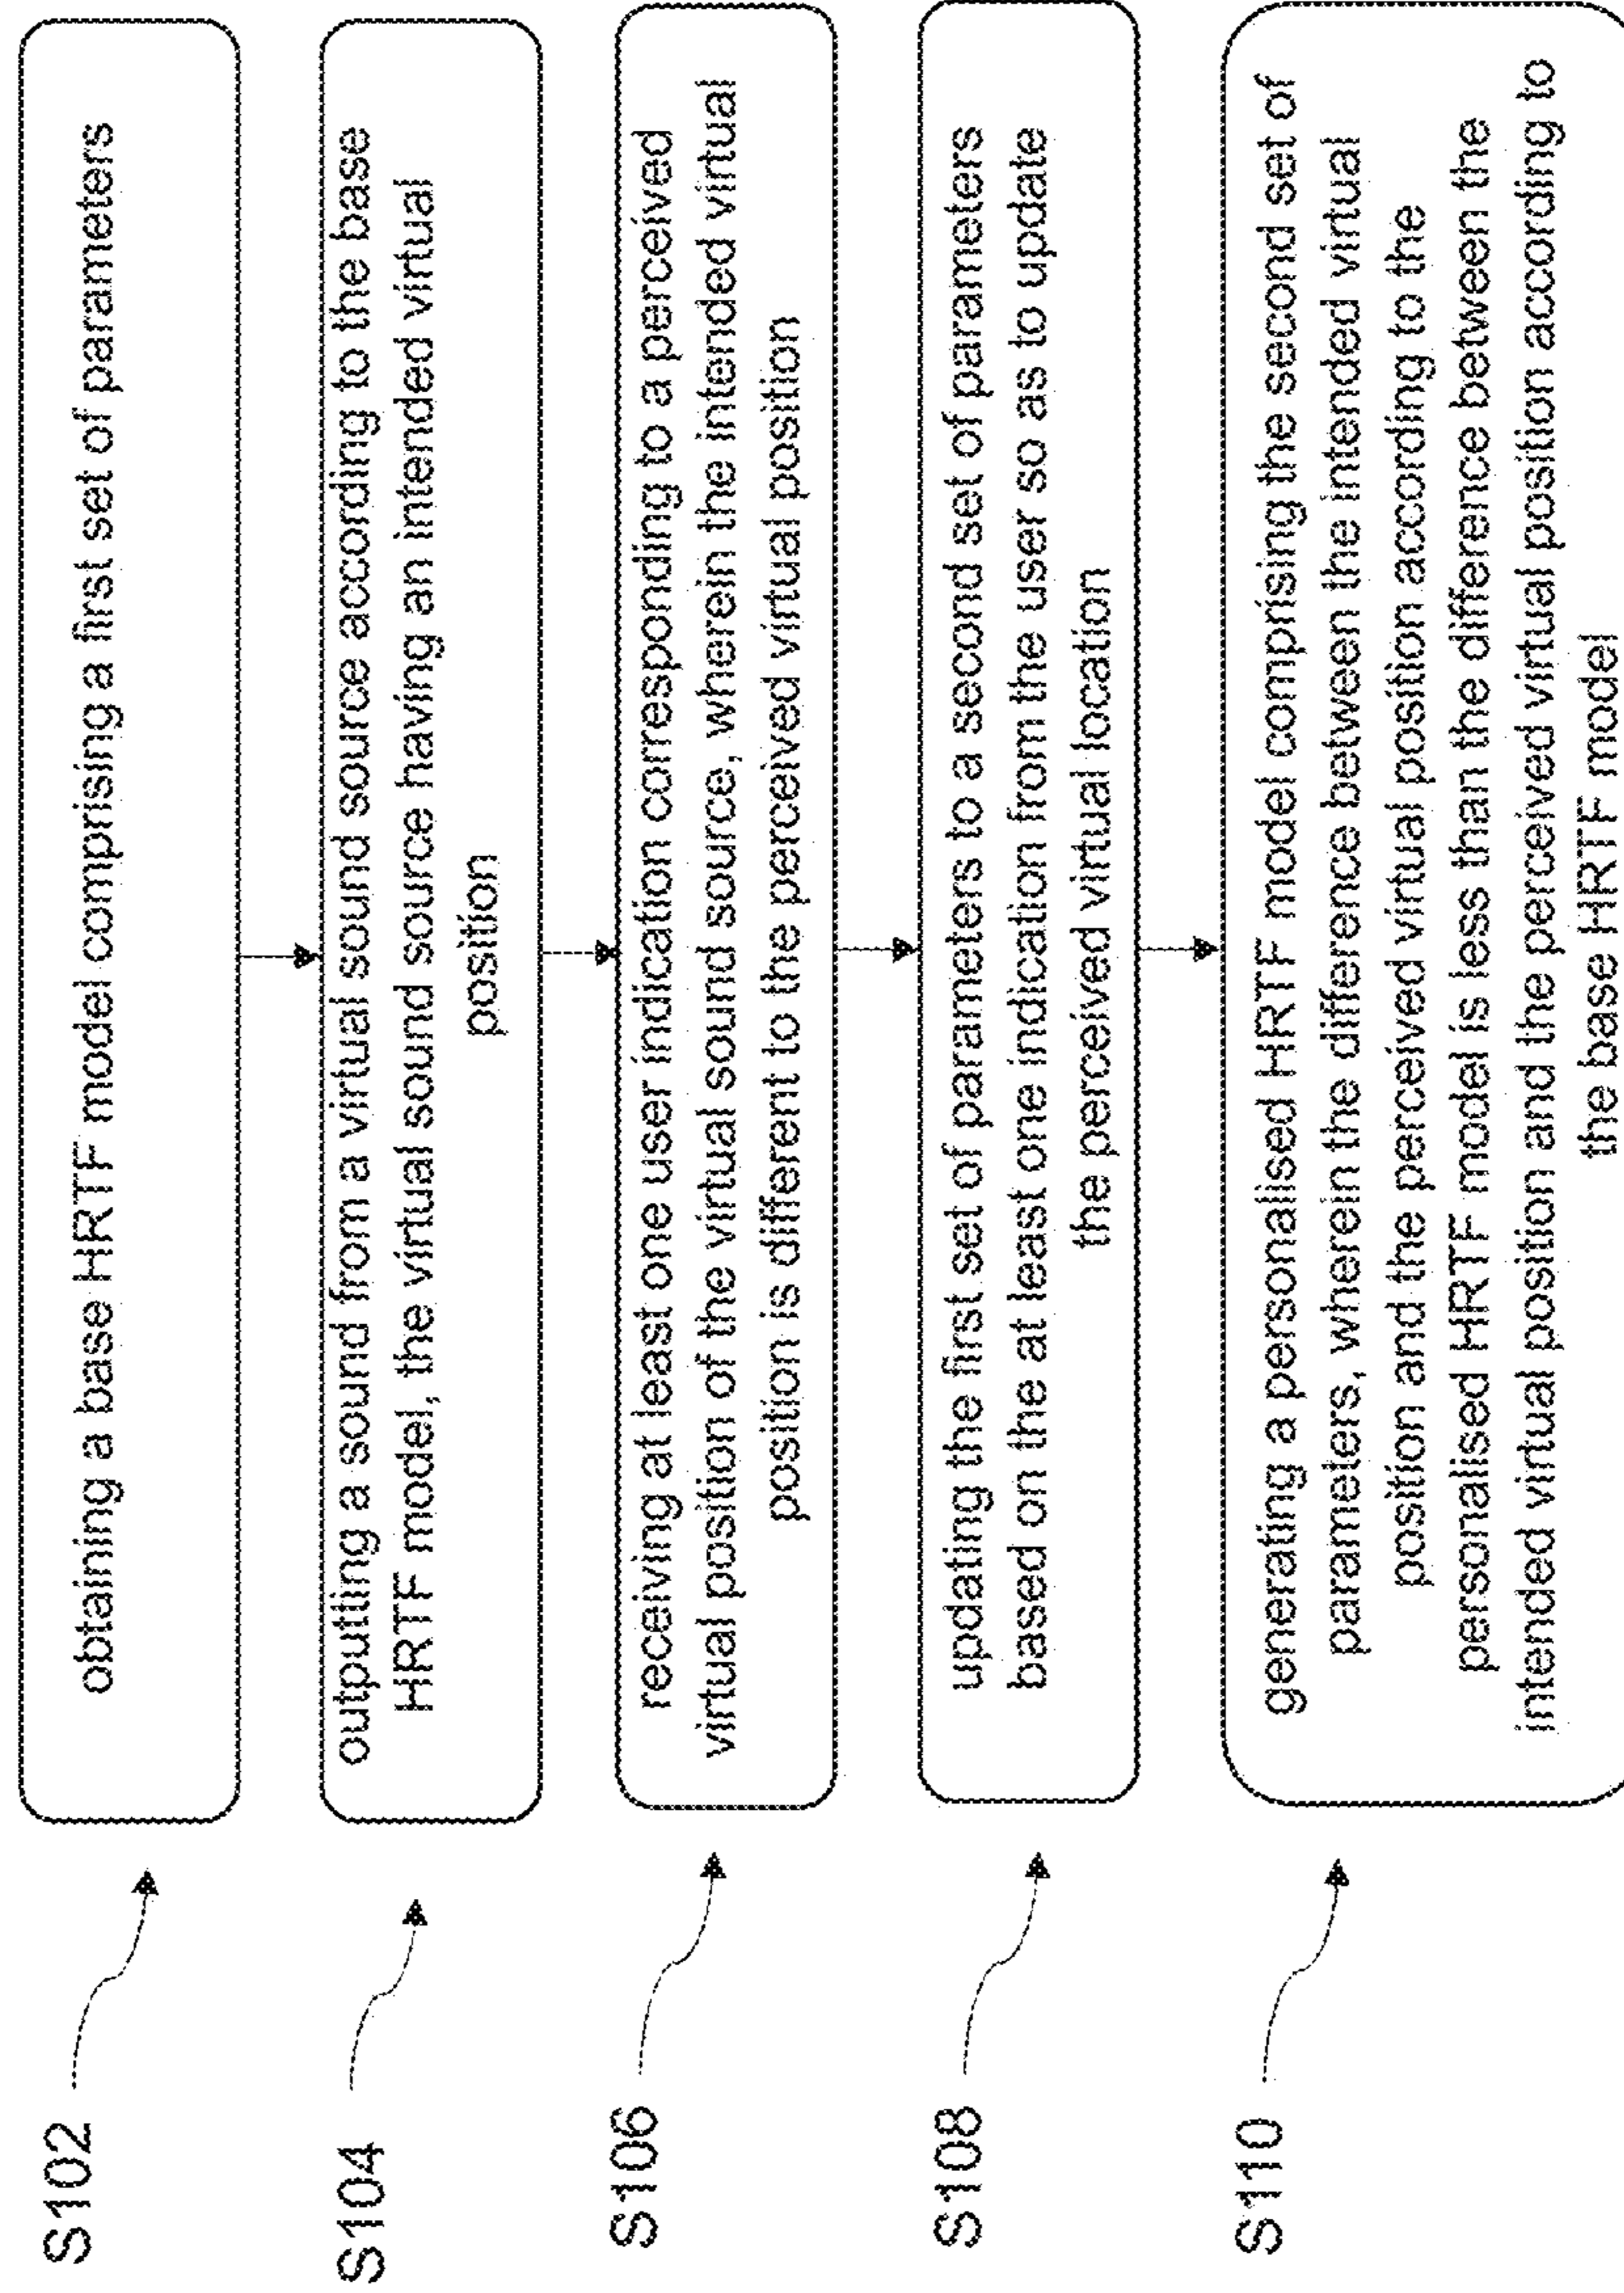 S102
obtaining a base HRTF model comprising a first set of parameters
S104
outputting a sound from a virtual sound source according to the base
HRTF model, the virtual sound source having an intended virtual
position
S106
receiving at least one user indication corresponding to a perceived
virtual position of the virtual sound source, wherein the intended virtual
position is different to the perceived virtual position
S108
updating the first set of parameters to a second set of parameters
based on the at least one indication from the user so as to update
the perceived virtual location
S110
generating a personalised HRTF model comprising the second set of
parameters, wherein the difference between the intended virtual
position and the perceived virtual position according to the
personalised HRTF model is less than the difference between the
intended virtual position and the perceived virtual position according to
the base HRTF model